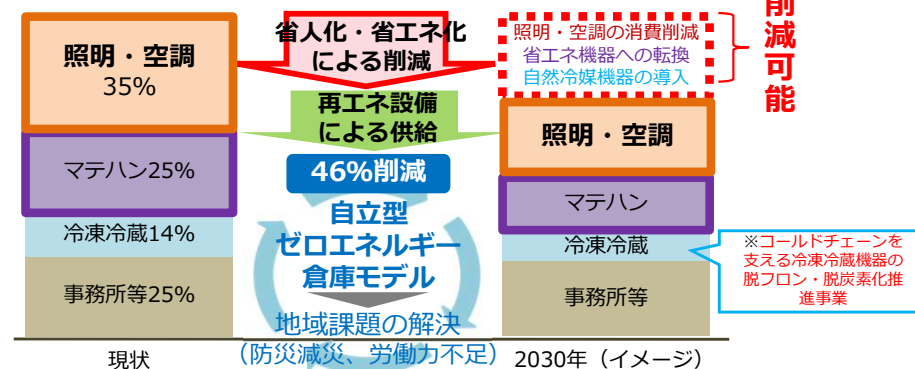 照明・空調
35%
マテハン25%
冷凍冷蔵14%
事務所等25%
現状
省人化・省エネ化
による削減
再エネ設備
による供給
46%削減
自立型
ゼロエネルギー
倉庫モデル
地域課題の解決
（防災減災、労働力不足）
照明・空調の消費削減
省エネ機器への転換
自然冷媒機器の導入
削減可能
照明・空調
マテハン
冷凍冷蔵
事務所等
2030年（イメージ）
※コールドチェーンを
支える冷凍冷蔵機器の
脱フロン・脱炭素化推
進事業